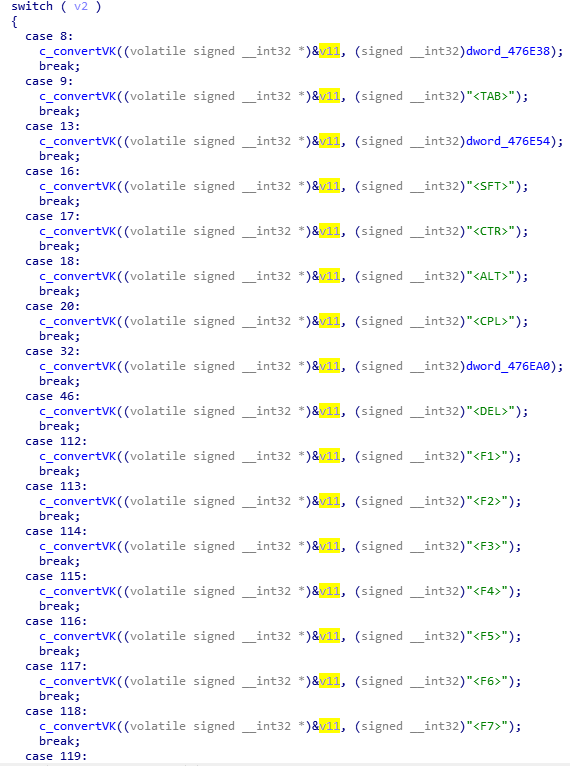 switch ( v2 )
{
case 8:
c_convertVK((volatile signed __int32 *)&v11, (signed __int32)dword_476E38);
break;
case 9:
c_convertVK((volatile signed __int32 *)&v11, (signed __int32)"<TAB>");
break;
case 13:
c_convertVK((volatile signed __int32 *)&v11, (signed __int32)dword_476E54);
break;
case 16:
c_convertVK((volatile signed __int32 *)&v11, (signed __int32)"<SFT>");
break;
case 17:
c_convertVK((volatile signed __int32 *)&v11, (signed __int32)"<CTR>");
break;
case 18:
c_convertVK((volatile signed __int32 *)&v11, (signed __int32)"<ALT>");
break;
case 20:
c_convertVK((volatile signed __int32 *)&v11, (signed __int32)"<CPL>");
break;
case 32:
c_convertVK((volatile signed __int32 *)&v11, (signed __int32)dword_476EA0);
break;
case 46:
c_convertVK((volatile signed __int32 *)&v11, (signed __int32)"<DEL>");
break;
case 112:
c_convertVK((volatile signed __int32 *)&v11, (signed __int32)"<F1>");
break;
case 113:
c_convertVK((volatile signed __int32 *)&v11, (signed __int32)"<F2>");
break;
case 114:
c_convertVK((volatile signed __int32 *)&v11, (signed __int32)"<F3>");
break;
case 115:
c_convertVK((volatile signed __int32 *)&v11, (signed __int32)"<F4>");
break;
case 116:
c_convertVK((volatile signed __int32 *)&v11, (signed __int32)"<F5>");
break;
case 117:
c_convertVK((volatile signed __int32 *)&v11, (signed __int32)"<F6>");
break;
case 118:
c_convertVK((volatile signed __int32 *)&v11, (signed __int32)"<F7>");
break;
case 119: